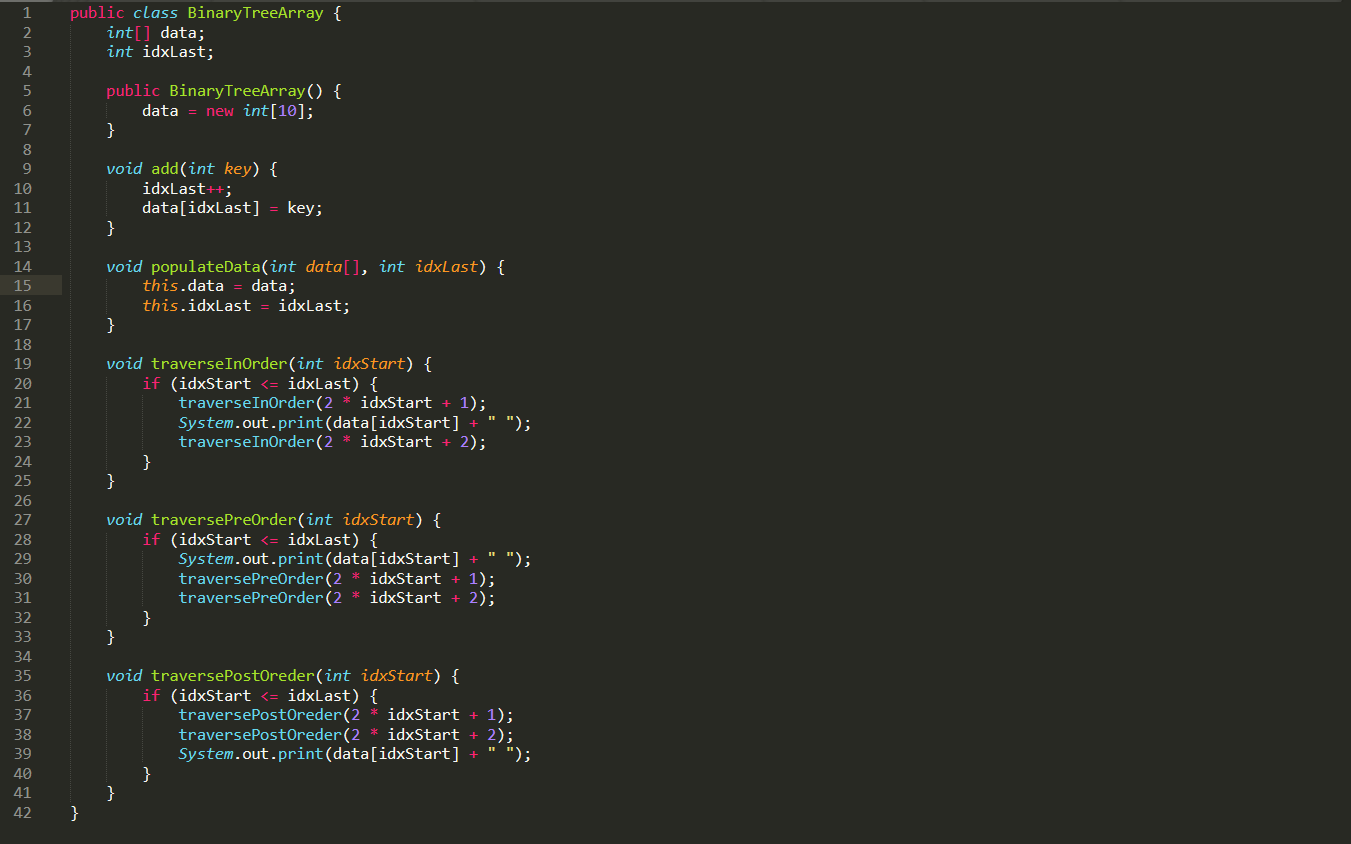 1 public class BinaryTreeArray {
2     int[] data;
3     int idxLast;
4
5     public BinaryTreeArray() {
6         data = new int[10];
7     }
8
9     void add(int key) {
10         idxLast++;
11         data[idxLast] = key;
12     }
13
14     void populateData(int data[], int idxLast) {
15         this.data = data;
16         this.idxLast = idxLast;
17     }
18
19     void traverseInOrder(int idxStart) {
20         if (idxStart <= idxLast) {
21             traverseInOrder(2 * idxStart + 1);
22             System.out.print(data[idxStart] + " ");
23             traverseInOrder(2 * idxStart + 2);
24         }
25     }
26
27     void traversePreOrder(int idxStart) {
28         if (idxStart <= idxLast) {
29             System.out.print(data[idxStart] + " ");
30             traversePreOrder(2 * idxStart + 1);
31             traversePreOrder(2 * idxStart + 2);
32         }
33     }
34
35     void traversePostOreder(int idxStart) {
36         if (idxStart <= idxLast) {
37             traversePostOreder(2 * idxStart + 1);
38             traversePostOreder(2 * idxStart + 2);
39             System.out.print(data[idxStart] + " ");
40         }
41     }
42 }